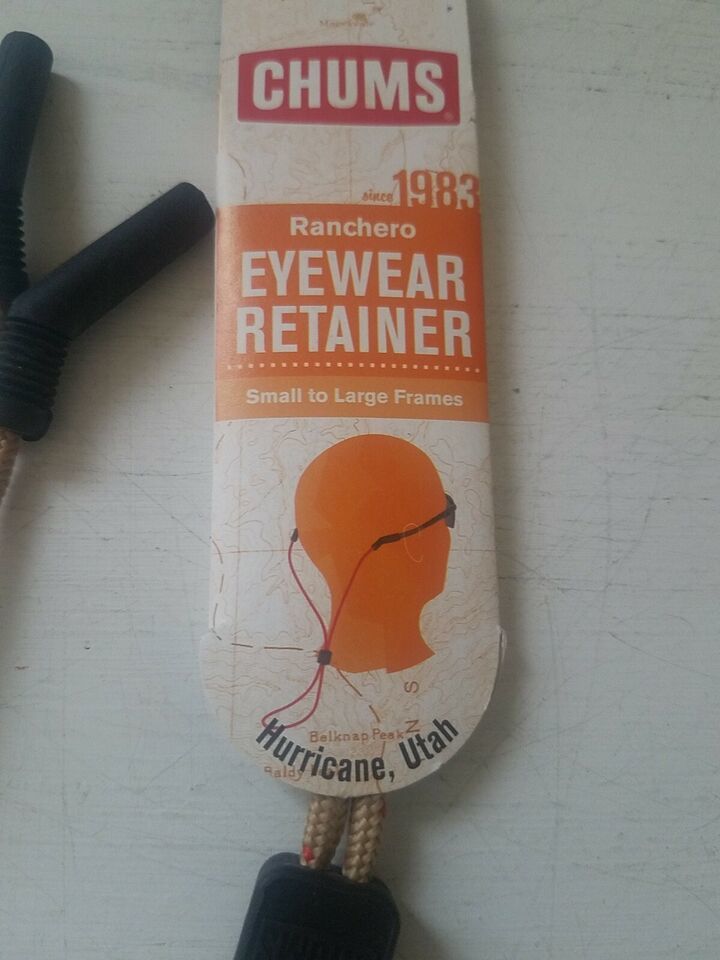 CHUMS®
since 1983
Ranchero
EYEWEAR
RETAINER
Small to Large Frames
S
N
Belknap Peak
Hurricane, Utah